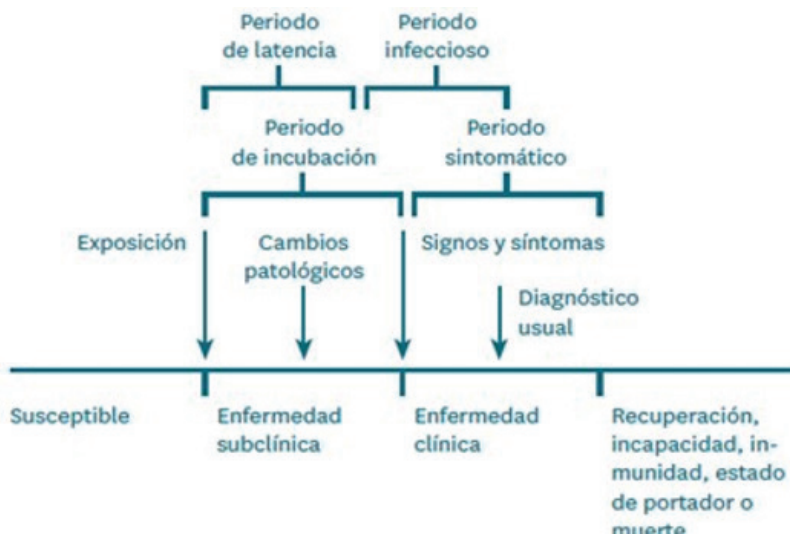 Periodo
de latencia
Periodo
infeccioso
Periodo
de incubación
Periodo
sintomático
Exposición
Cambios
patológicos
Signos y síntomas
Diagnóstico
usual
Susceptible
Enfermedad
subclínica
Enfermedad
clínica
Recuperación,
incapacidad, in-
munidad, estado
de portador o
muerte